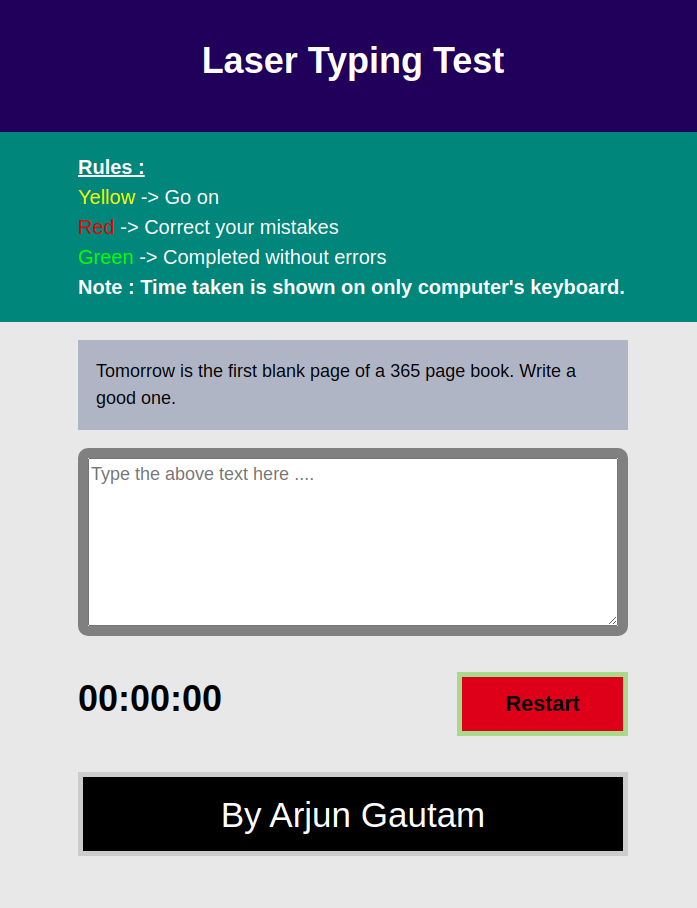 Laser Typing Test
Rules :
Yellow -> Go on
Red -> Correct your mistakes
Green -> Completed without errors
Note : Time taken is shown on only computer's keyboard.
Tomorrow is the first blank page of a 365 page book. Write a
good one.
Type the above text here ....
00:00:00
Restart
By Arjun Gautam